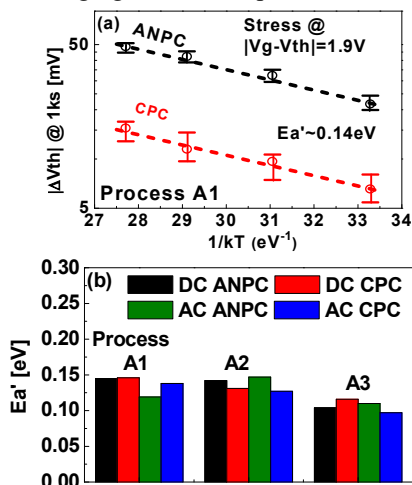 (a)
ANPC
Stress @
|Vg-Vth|=1.9V
50
|ΔVth| @ 1ks [mV]
CPC
Ea'~0.14eV
Process A1
5
27 28 29 30 31 32 33 34
1/kT (eV⁻¹)
(b)
DC ANPC DC CPC
AC ANPC AC CPC
Process
A1 A2 A3
Ea' [eV]
0.30
0.25
0.20
0.15
0.10
0.05
0.00